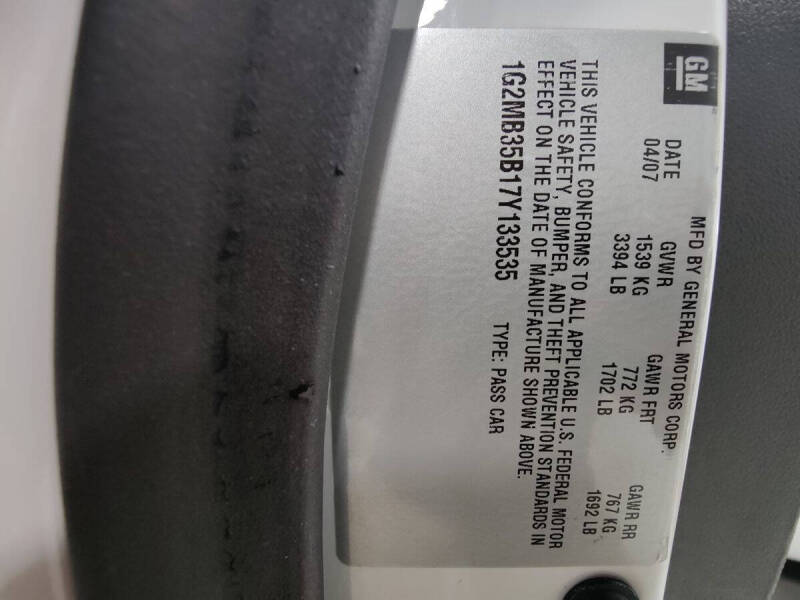 GM
MFD BY GENERAL MOTORS CORP.
DATE GVWR GAWR FRT GAWR RR
04/07 1539 KG 772 KG 767 KG
3394 LB 1702 LB 1692 LB
THIS VEHICLE CONFORMS TO ALL APPLICABLE U.S. FEDERAL MOTOR
VEHICLE SAFETY, BUMPER, AND THEFT PREVENTION STANDARDS IN
EFFECT ON THE DATE OF MANUFACTURE SHOWN ABOVE.
1G2MB35B17Y133535 TYPE: PASS CAR